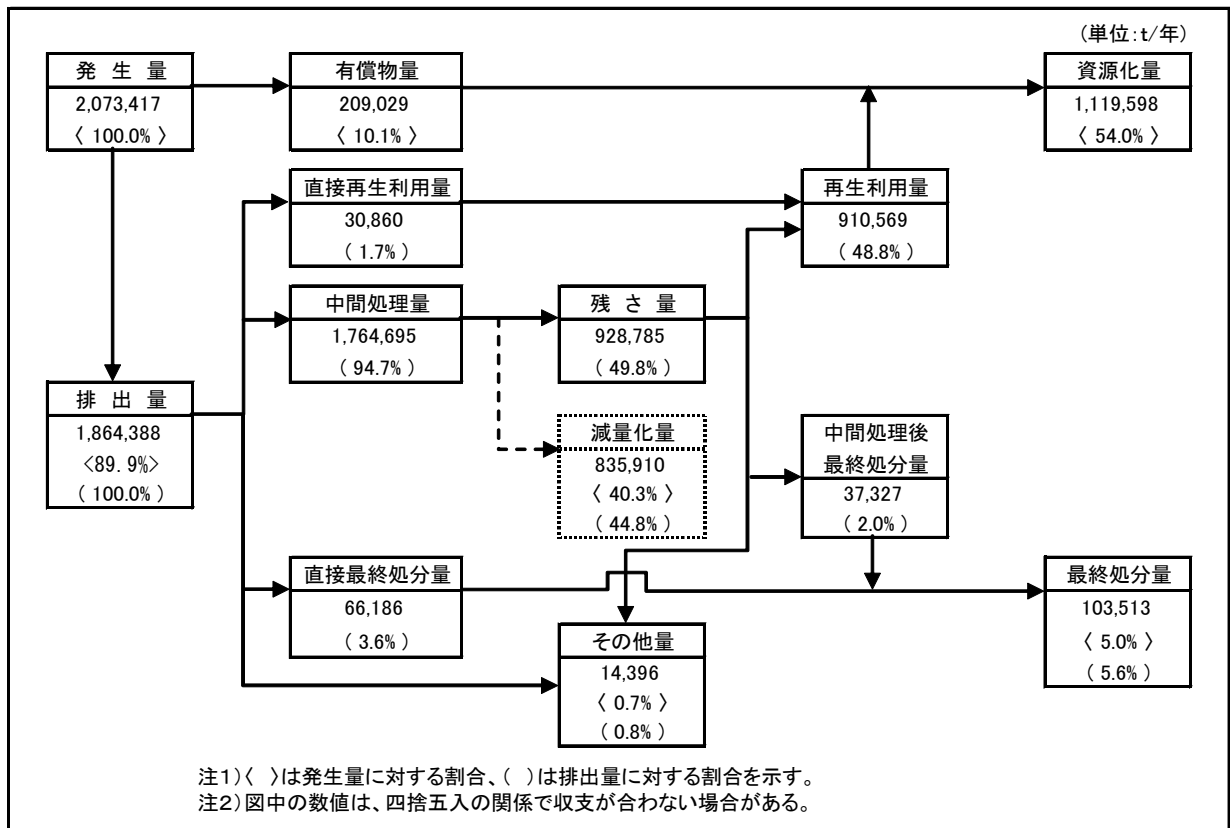 (単位:t/年)
発 生 量
2,073,417
〈 100.0% 〉
有償物量
209,029
〈 10.1% 〉
資源化量
1,119,598
〈 54.0% 〉
直接再生利用量
30,860
( 1.7% )
再生利用量
910,569
( 48.8% )
中間処理量
1,764,695
( 94.7% )
残 さ 量
928,785
( 49.8% )
排 出 量
1,864,388
<89.9%>
( 100.0% )
減量化量
835,910
〈 40.3% 〉
( 44.8% )
中間処理後
最終処分量
37,327
( 2.0% )
直接最終処分量
66,186
( 3.6% )
最終処分量
103,513
〈 5.0% 〉
( 5.6% )
その他量
14,396
〈 0.7% 〉
( 0.8% )
注1)〈 〉は発生量に対する割合、( )は排出量に対する割合を示す。
注2)図中の数値は、四捨五入の関係で収支が合わない場合がある。